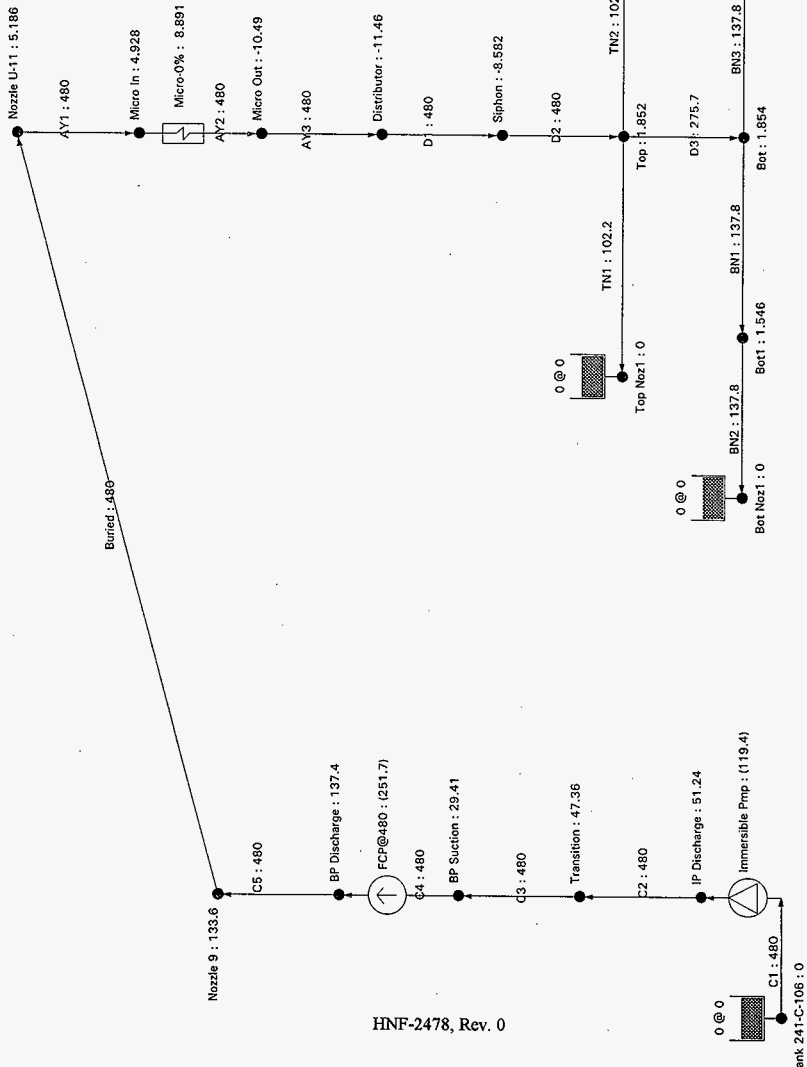 Nozzle U-11 : 5.186
AY1 : 480
Micro In : 4.928
Micro-0% : 8.891
AY2 : 480
Micro Out : -10.49
AY3 : 480
Distributor : -11.46
D1 : 480
Siphon : -8.582
D2 : 480
TN2 : 102
Top : 1.852
D3 : 275.7
BN3 : 137.8
Bot : 1.854
TN1 : 102.2
BN1 : 137.8
0 @ 0
Top Noz1 : 0
Bot1 : 1.546
BN2 : 137.8
0 @ 0
Bot Noz1 : 0
Buried : 480
Nozzle 9 : 133.6
C5 : 480
BP Discharge : 137.4
FCP@480 : (251.7)
C4 : 480
BP Suction : 29.41
C3 : 480
Transition : 47.36
C2 : 480
IP Discharge : 51.24
Immersible Pmp : (119.4)
C1 : 480
0 @ 0
ank 241-C-106 : 0
HNF-2478, Rev. 0